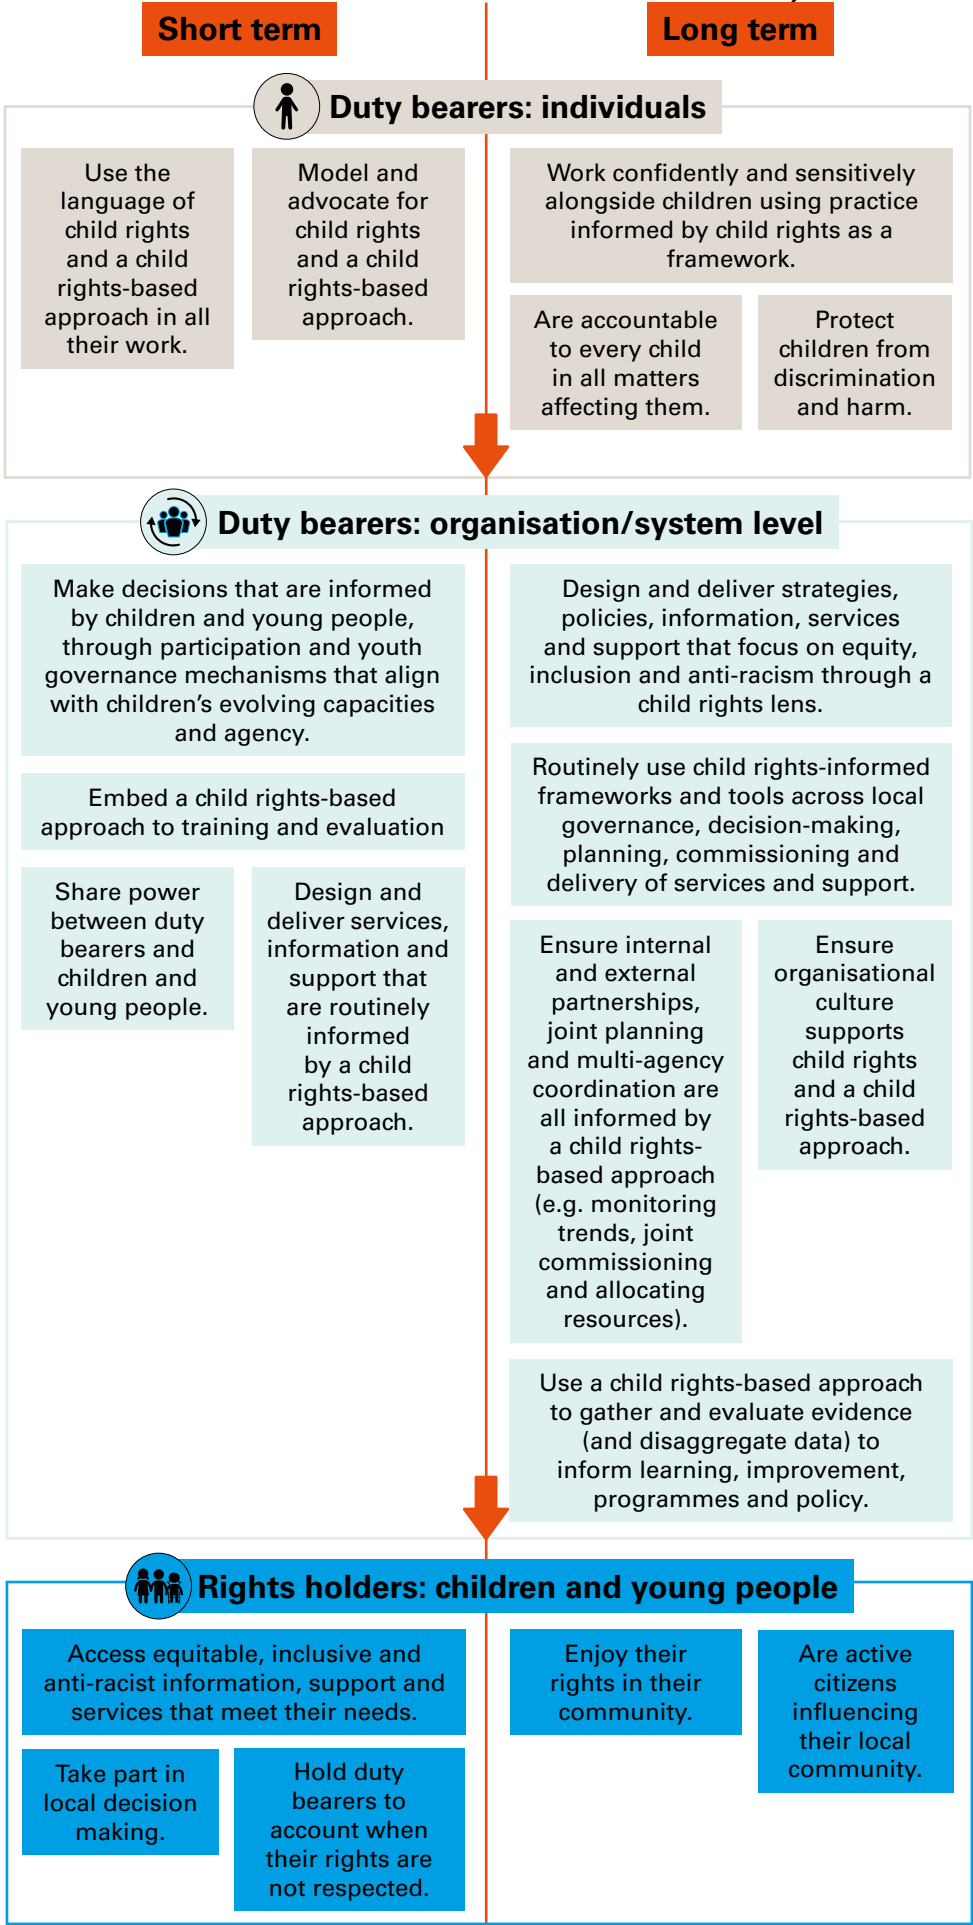 Short term
Long term
Duty bearers: individuals
Use the
language of
child rights
and a child
rights-based
approach in all
their work.
Model and
advocate for
child rights
and a child
rights-based
approach.
Work confidently and sensitively
alongside children using practice
informed by child rights as a
framework.
Are accountable
to every child
in all matters
affecting them.
Protect
children from
discrimination
and harm.
Duty bearers: organisation/system level
Make decisions that are informed
by children and young people,
through participation and youth
governance mechanisms that align
with children’s evolving capacities
and agency.
Embed a child rights-based
approach to training and evaluation
Share power
between duty
bearers and
children and
young people.
Design and
deliver services,
information and
support that
are routinely
informed
by a child
rights-based
approach.
Design and deliver strategies,
policies, information, services
and support that focus on equity,
inclusion and anti-racism through a
child rights lens.
Routinely use child rights-informed
frameworks and tools across local
governance, decision-making,
planning, commissioning and
delivery of services and support.
Ensure internal
and external
partnerships,
joint planning
and multi-agency
coordination are
all informed by
a child rights-
based approach
(e.g. monitoring
trends, joint
commissioning
and allocating
resources).
Ensure
organisational
culture
supports
child rights
and a child
rights-based
approach.
Use a child rights-based approach
to gather and evaluate evidence
(and disaggregate data) to
inform learning, improvement,
programmes and policy.
Rights holders: children and young people
Access equitable, inclusive and
anti-racist information, support and
services that meet their needs.
Take part in
local decision
making.
Hold duty
bearers to
account when
their rights are
not respected.
Enjoy their
rights in their
community.
Are active
citizens
influencing
their local
community.